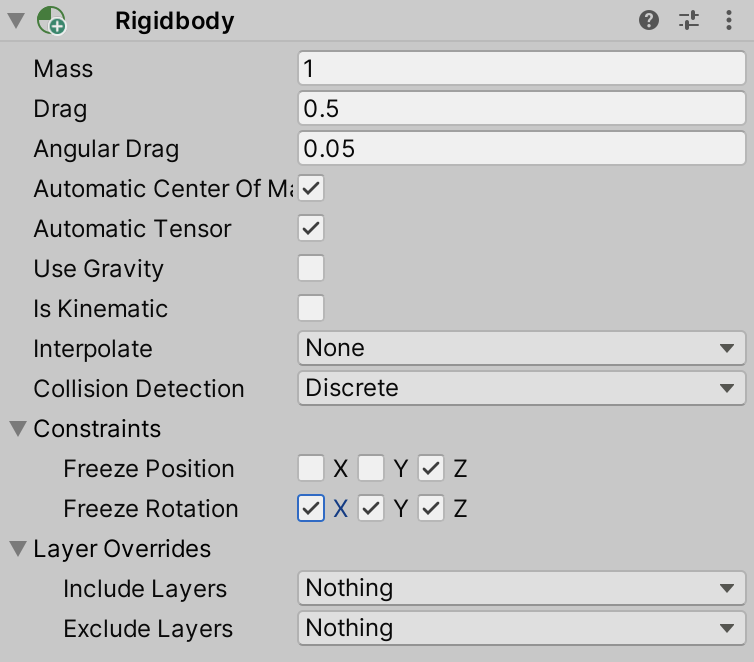 Rigidbody
Mass 1
Drag 0.5
Angular Drag 0.05
Automatic Center Of Ma
Automatic Tensor
Use Gravity
Is Kinematic
Interpolate None
Collision Detection Discrete
Constraints
Freeze Position X Y Z
Freeze Rotation X Y Z
Layer Overrides
Include Layers Nothing
Exclude Layers Nothing